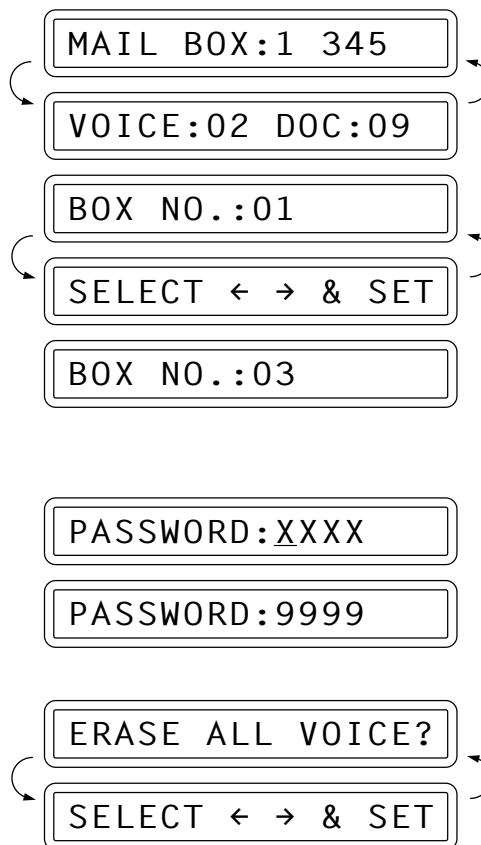 MAIL BOX:1 345
VOICE:02 DOC:09
BOX NO.:01
SELECT ← → & SET
BOX NO.:03
PASSWORD:XXXX
PASSWORD:9999
ERASE ALL VOICE?
SELECT ← → & SET